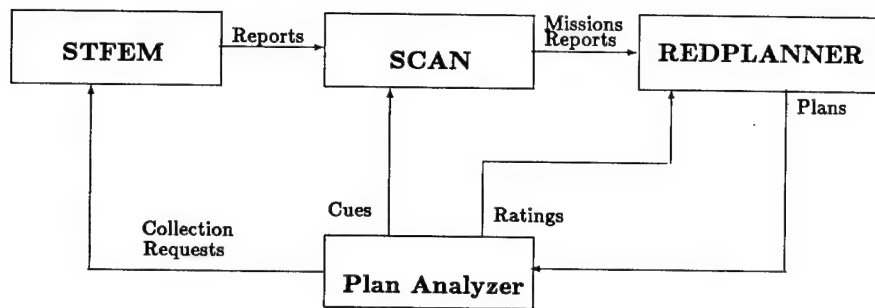 STFEM
Reports
SCAN
Missions
Reports
REDPLANNER
Plans
Collection
Requests
Cues
Ratings
Plan Analyzer